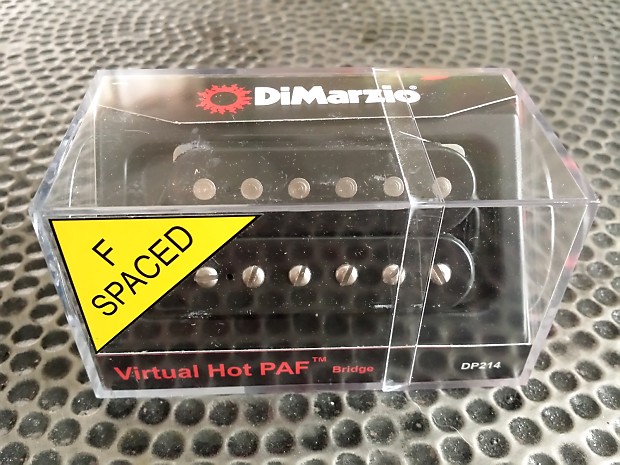 DiMarzio®
F
SPACED
Virtual Hot PAF™ Bridge
DP214